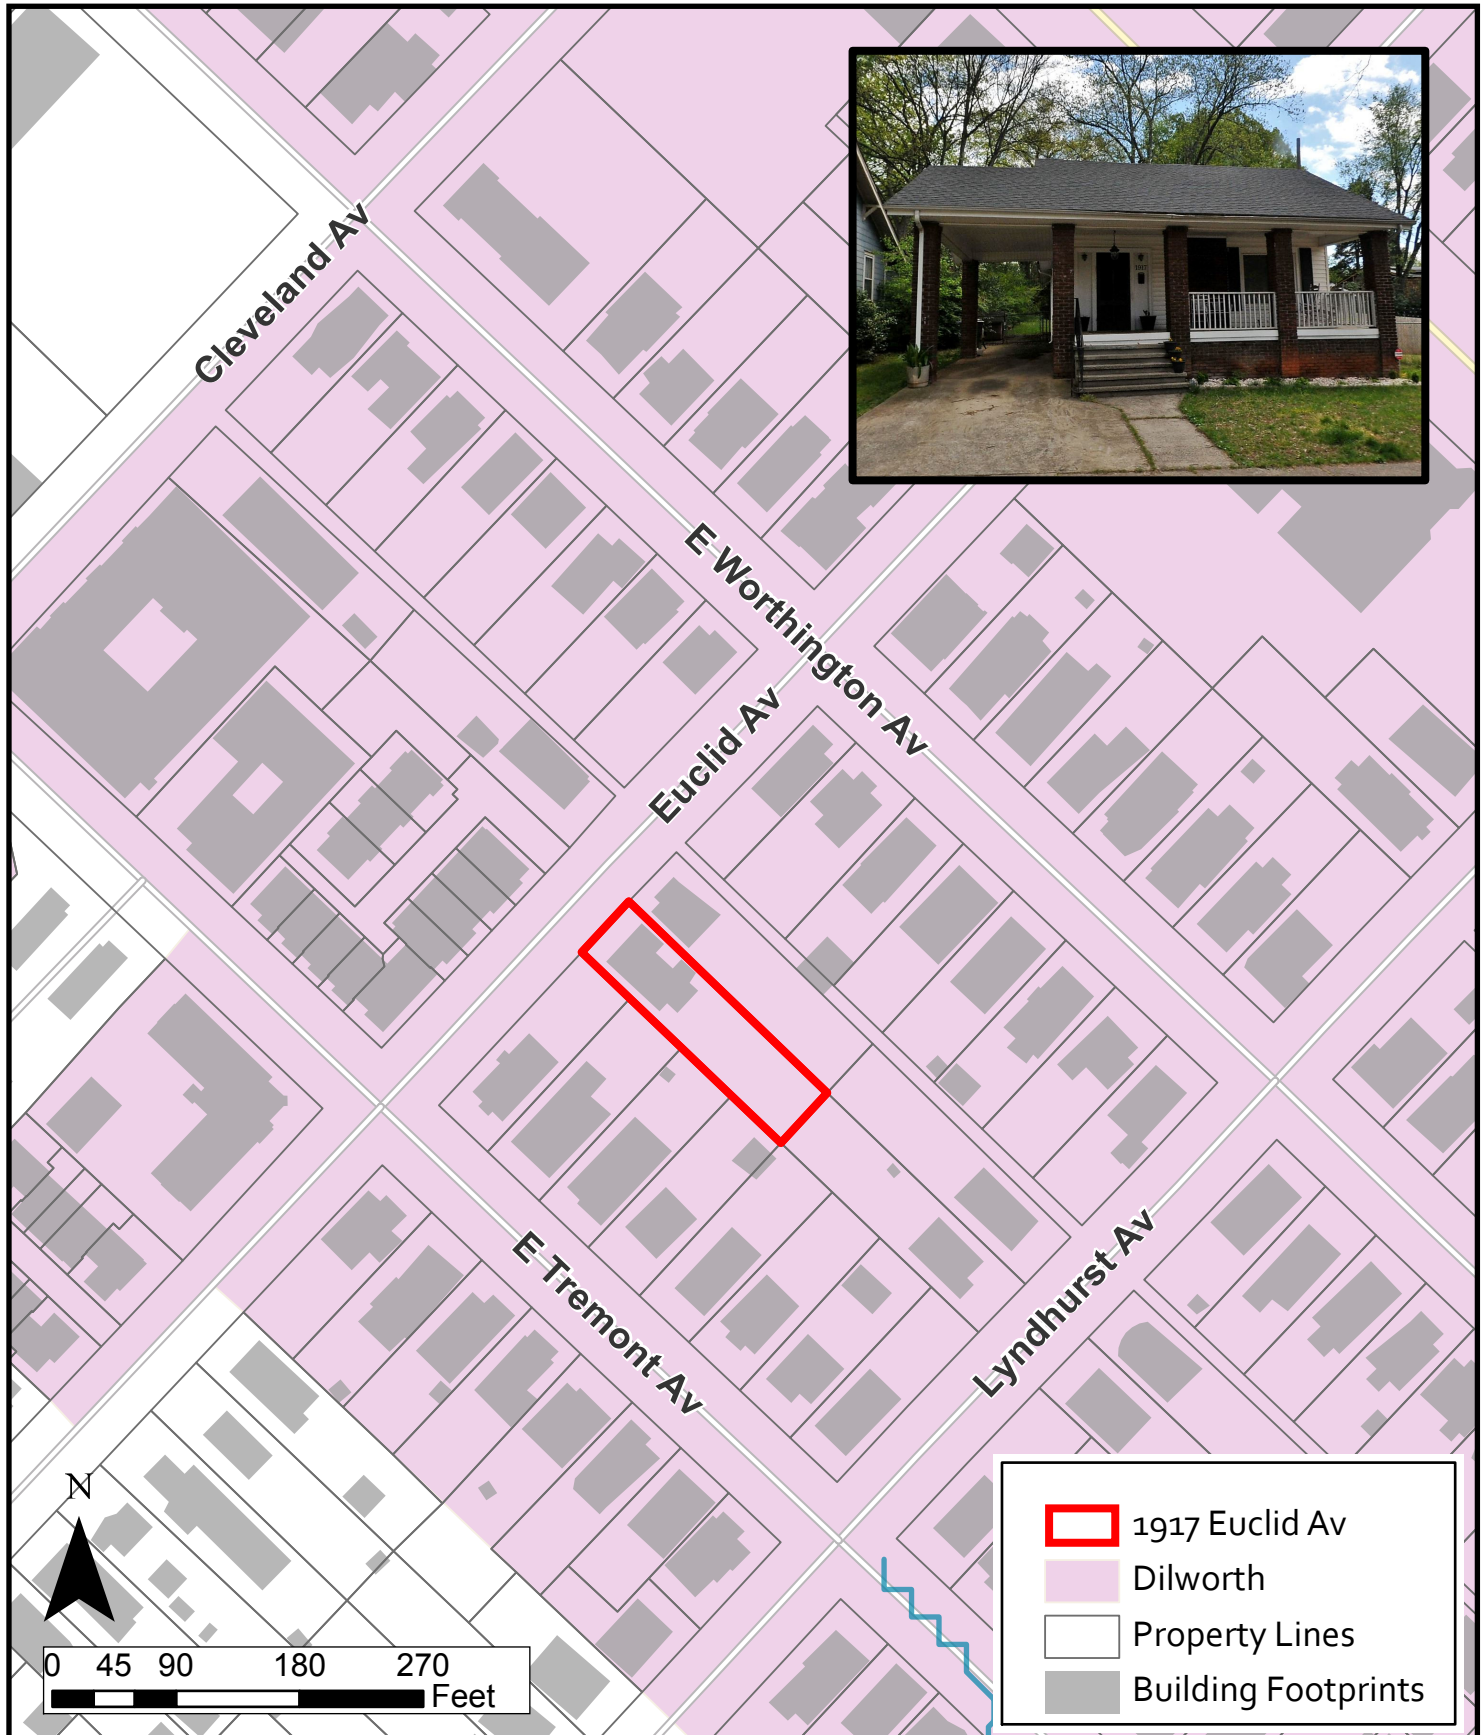 Cleveland Av
E Worthington Av
Euclid Av
E Tremont Av
Lyndhurst Av
N
0 45 90 180 270
Feet
1917 Euclid Av
Dilworth
Property Lines
Building Footprints